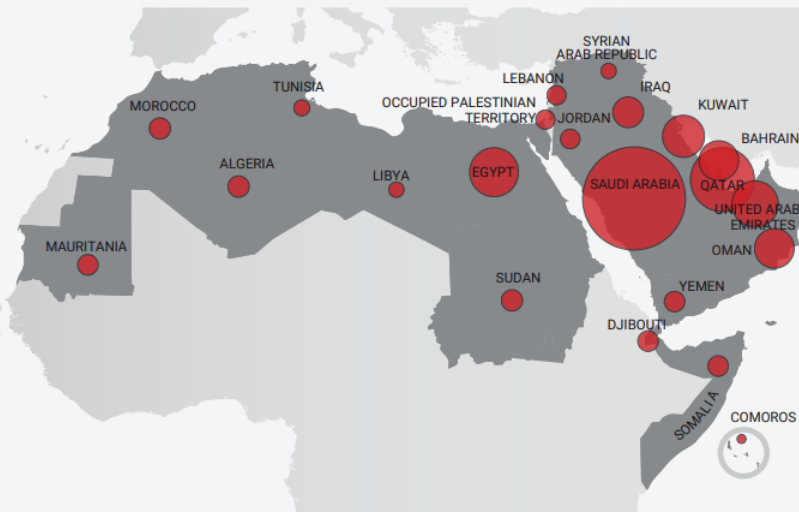 SYRIAN
ARAB REPUBLIC
TUNISIA
LEBANON
IRAQ
MOROCCO
OCCUPIED PALESTINIAN
TERRITORY
KUWAIT
JORDAN
BAHRAIN
ALGERIA
LIBYA
EGYPT
SAUDI ARABIA
QATAR
UNITED ARAB
EMIRATES
MAURITANIA
OMAN
SUDAN
YEMEN
DJIBOUTI
SOMALIA
COMOROS